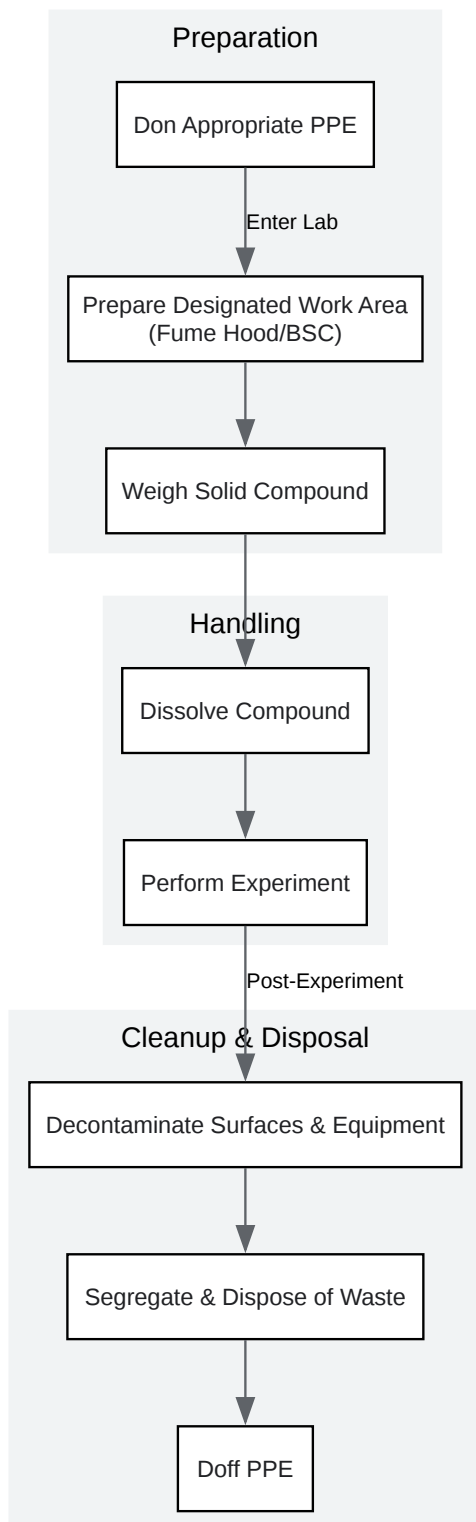 Preparation
Don Appropriate PPE
Enter Lab
Prepare Designated Work Area
(Fume Hood/BSC)
Weigh Solid Compound
Handling
Dissolve Compound
Perform Experiment
Post-Experiment
Cleanup & Disposal
Decontaminate Surfaces & Equipment
Segregate & Dispose of Waste
Doff PPE